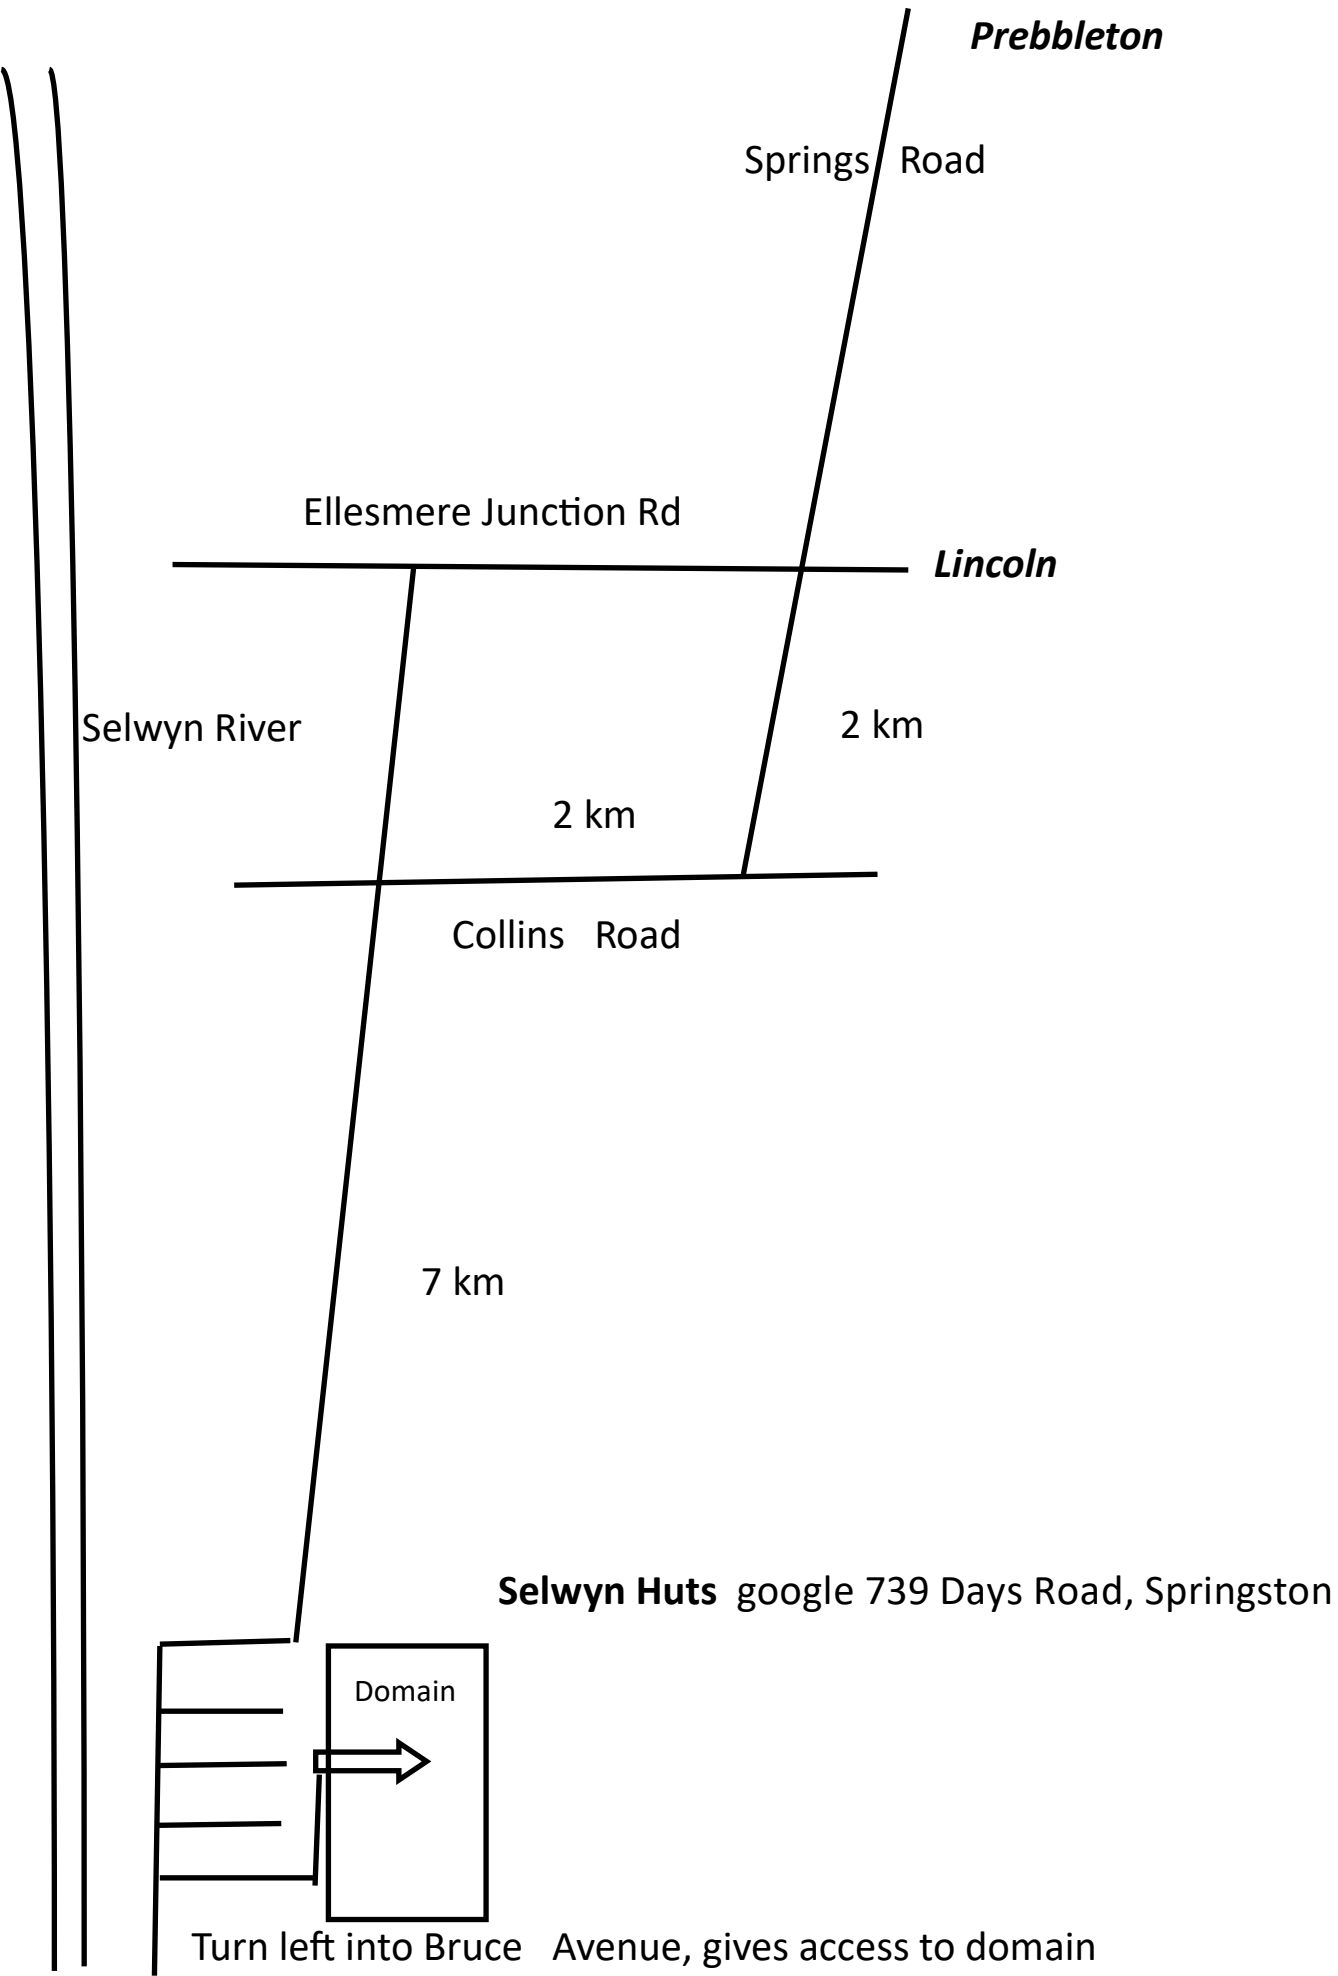 Prebbleton
Springs Road
Ellesmere Junction Rd
Lincoln
Selwyn River
2 km
2 km
Collins Road
7 km
Selwyn Huts google 739 Days Road, Springston
Domain
Turn left into Bruce Avenue, gives access to domain